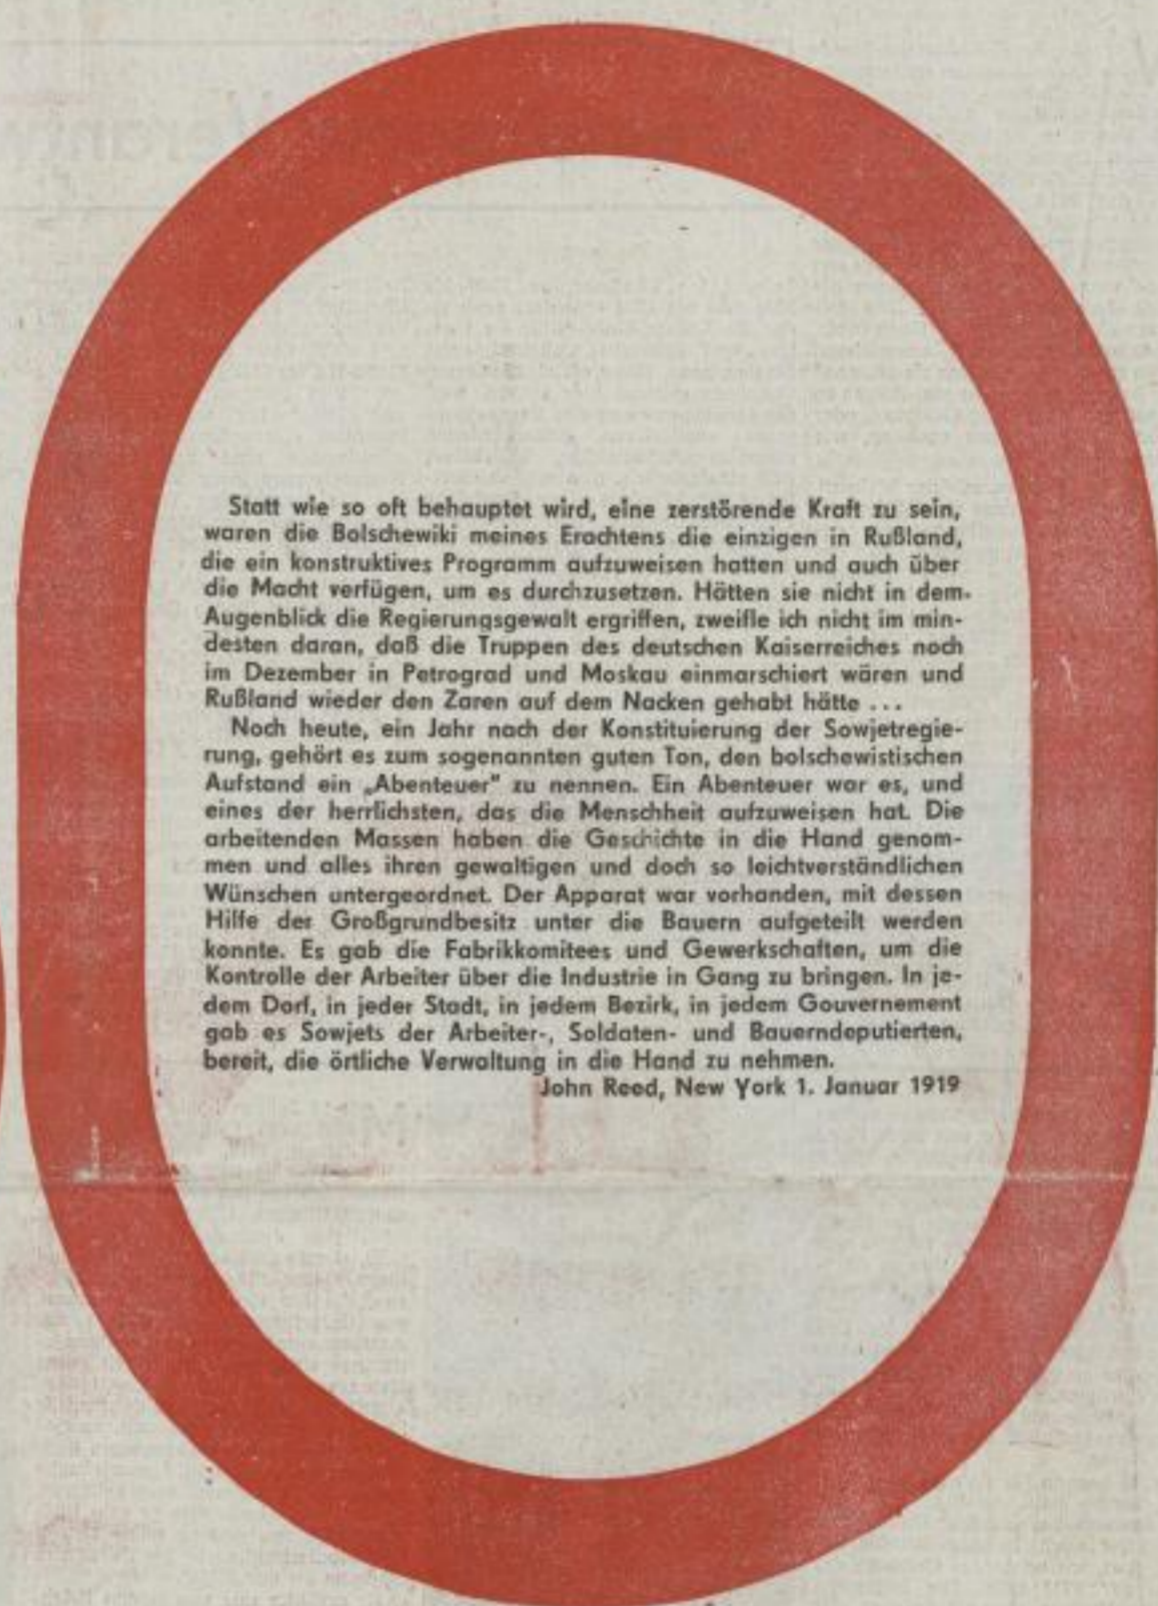 Statt wie so oft behauptet wird, eine zerstörende Kraft zu sein,
waren die Bolschewiki meines Erachtens die einzigen in Rußland,
die ein konstruktives Programm aufzuweisen hatten und auch über
die Macht verfügen, um es durchzusetzen. Hätten sie nicht in dem
Augenblick die Regierungsgewalt ergriffen, zweifle ich nicht im min-
desten daran, daß die Truppen des deutschen Kaiserreiches noch
im Dezember in Petrograd und Moskau einmarschiert wären und
Rußland wieder den Zaren auf dem Nacken gehabt hätte ...
Noch heute, ein Jahr nach der Konstituierung der Sowjetregie-
rung, gehört es zum sogenannten guten Ton, den bolschewistischen
Aufstand ein „Abenteuer" zu nennen. Ein Abenteuer war es, und
eines der herrlichsten, das die Menschheit aufzuweisen hat. Die
arbeitenden Massen haben die Geschichte in die Hand genom-
men und alles ihren gewaltigen und doch so leichtverständlichen
Wünschen untergeordnet. Der Apparat war vorhanden, mit dessen
Hilfe der Großgrundbesitz unter die Bauern aufgeteilt werden
konnte. Es gab die Fabrikkomitees und Gewerkschaften, um die
Kontrolle der Arbeiter über die Industrie in Gang zu bringen. In je-
dem Dorf, in jeder Stadt, in jedem Bezirk, in jedem Gouvernement
gab es Sowjets der Arbeiter-, Soldaten- und Bauerndeputierten,
bereit, die örtliche Verwaltung in die Hand zu nehmen.
John Reed, New York 1. Januar 1919